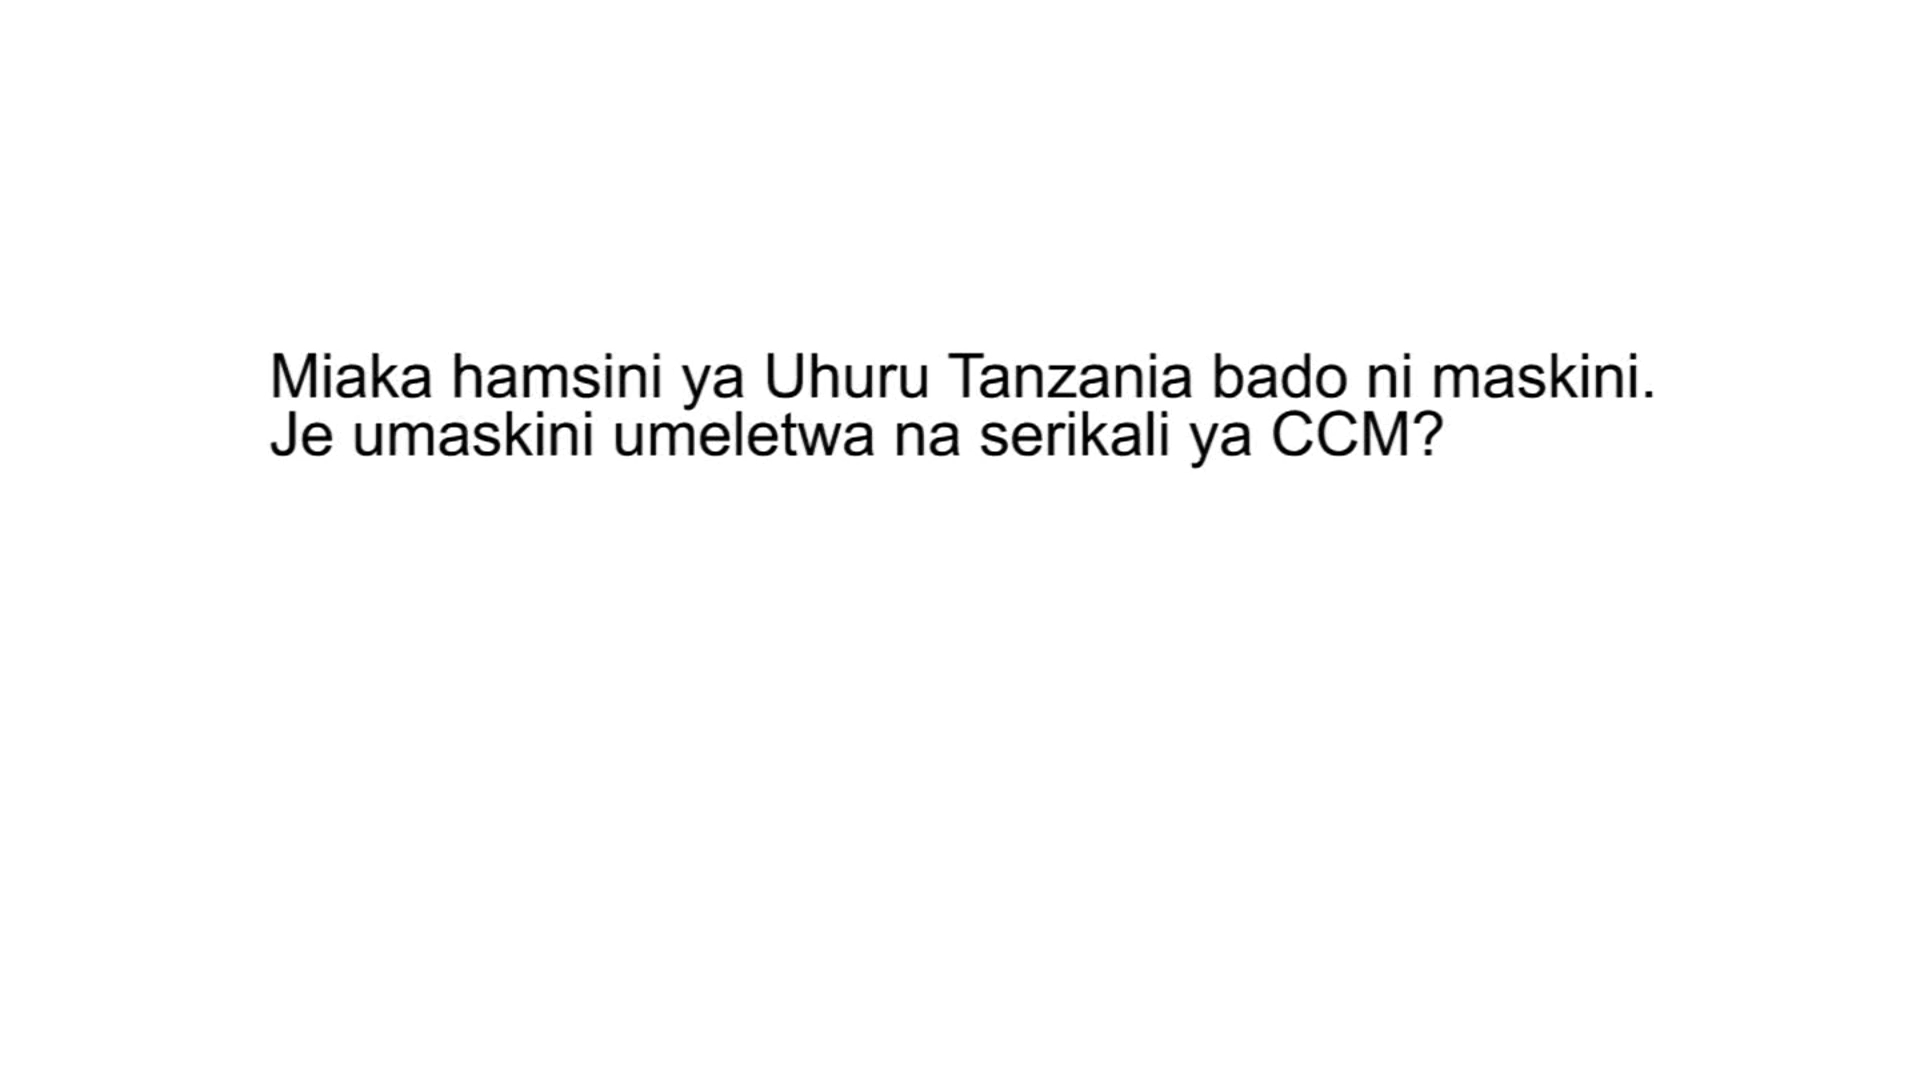 Miaka hamsini ya Uhuru Tanzania bado ni maskini.
Je umaskini umeletwa na serikali ya CCM?